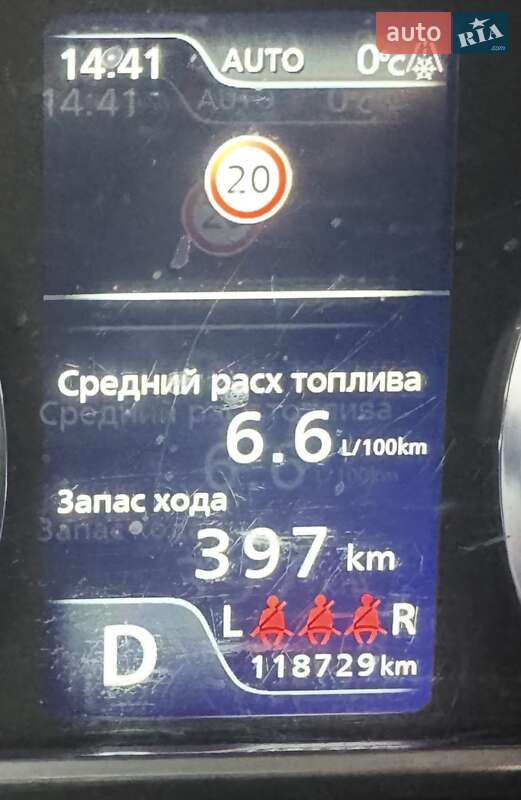 auto RIA .com
14:41 AUTO 0°C
20
Средний расх топлива
6.6 L/100km
Запас хода
397 km
L R
D 118729 km